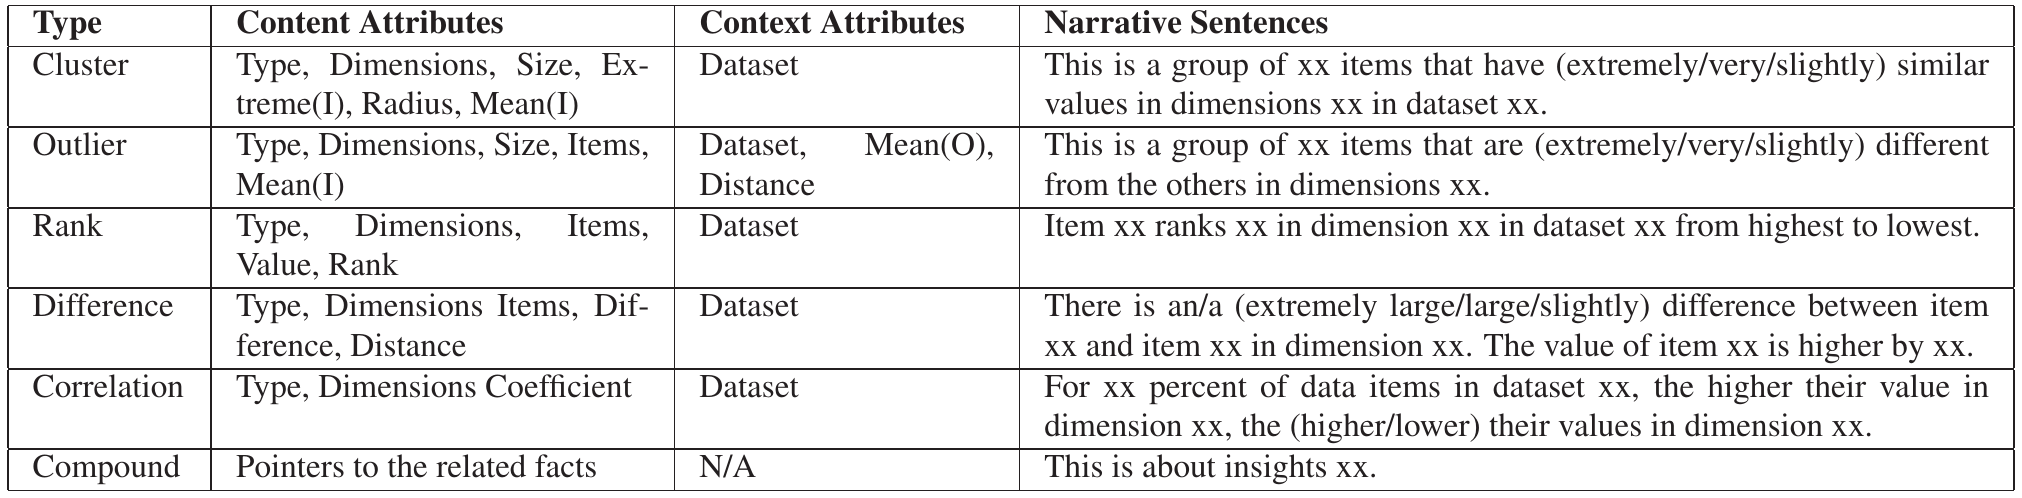 Type Content Attributes Context Attributes Narrative Sentences
Cluster Type, Dimensions, Size, Ex- Dataset This is a group of xx items that have (extremely/very/slightly) similar
treme(I), Radius, Mean(I) values in dimensions xx in dataset xx.
Outlier Type, Dimensions, Size, Items, Dataset, Mean(O), This is a group of xx items that are (extremely/very/slightly) different
Mean(I) Distance from the others in dimensions xx.
Rank Type, Dimensions, Items, Dataset Item xx ranks xx in dimension xx in dataset xx from highest to lowest.
Value, Rank
Difference Type, Dimensions Items, Dif- Dataset There is an/a (extremely large/large/slightly) difference between item
ference, Distance xx and item xx in dimension xx. The value of item xx is higher by xx.
Correlation Type, Dimensions Coefficient Dataset For xx percent of data items in dataset xx, the higher their value in
dimension xx, the (higher/lower) their values in dimension xx.
Compound Pointers to the related facts N/A This is about insights xx.